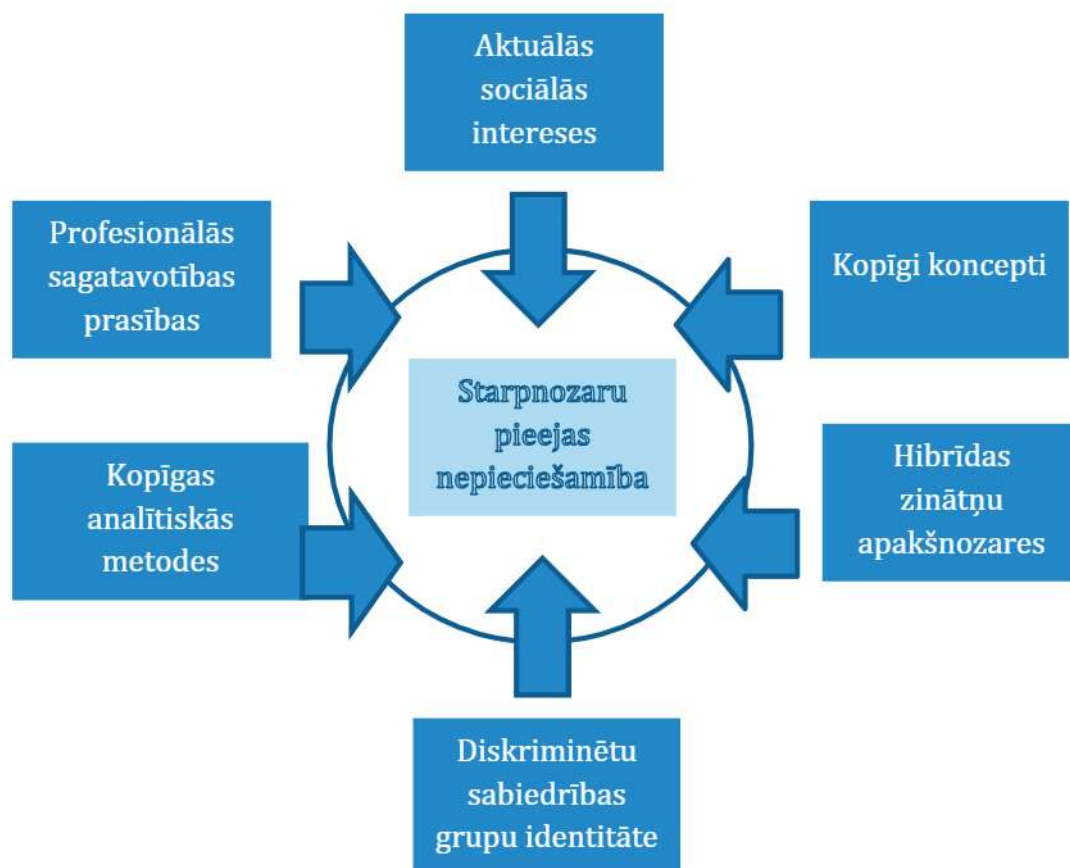 Aktuālās
sociālās
intereses
Profesionālās
sagatavotības
prasības
Kopīgi koncepti
Starpnozaru
pieejas
nepieciešamība
Kopīgas
analītiskās
metodes
Hibrīdas
zinātņu
apakšnozares
Diskriminētu
sabiedrības
grupu identitāte